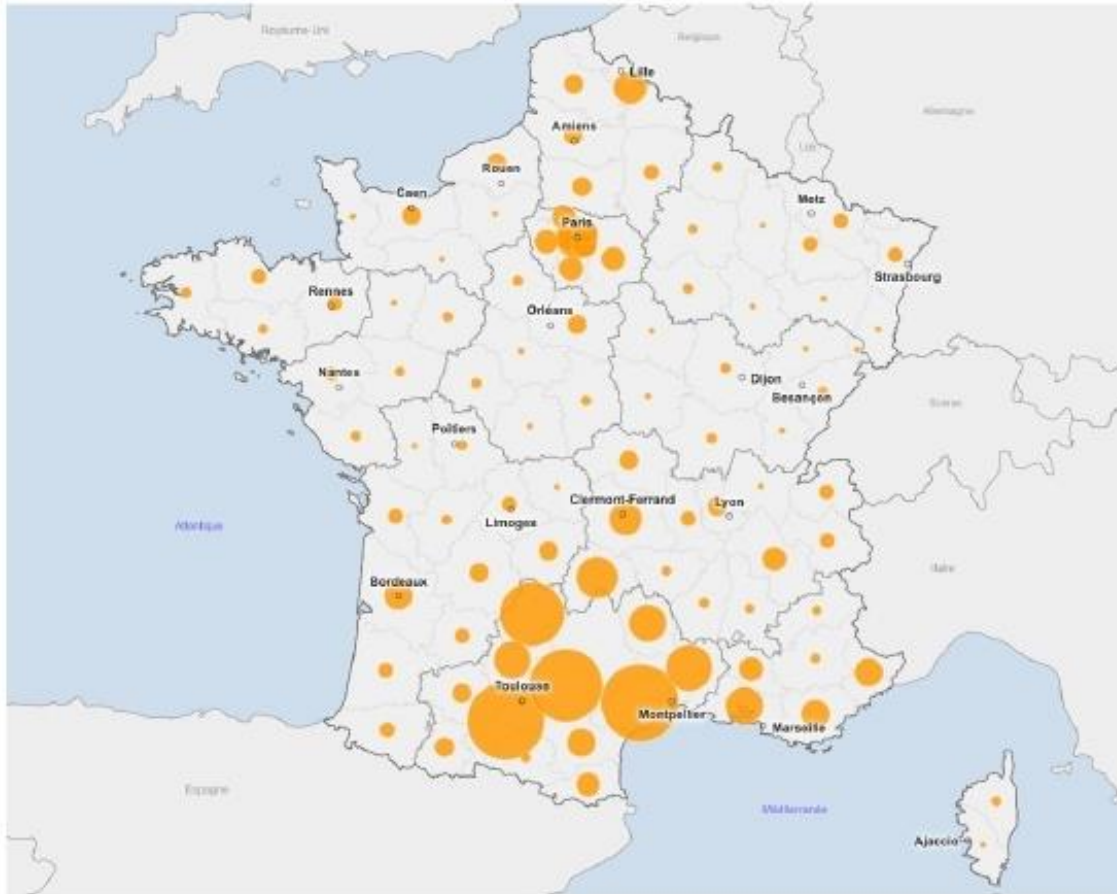 Royaume-Uni
Belgique
Lille
Allemagne
Amiens
Lux
Rouen
Caen
Metz
Paris
Strasbourg
Rennes
Orléans
Nantes
Dijon
Besançon
Suisse
Poitiers
Clermont-Ferrand
Lyon
Limoges
Atlantique
Italie
Bordeaux
Toulouse
Montpellier
Marseille
Espagne
Méditerranée
Ajaccio